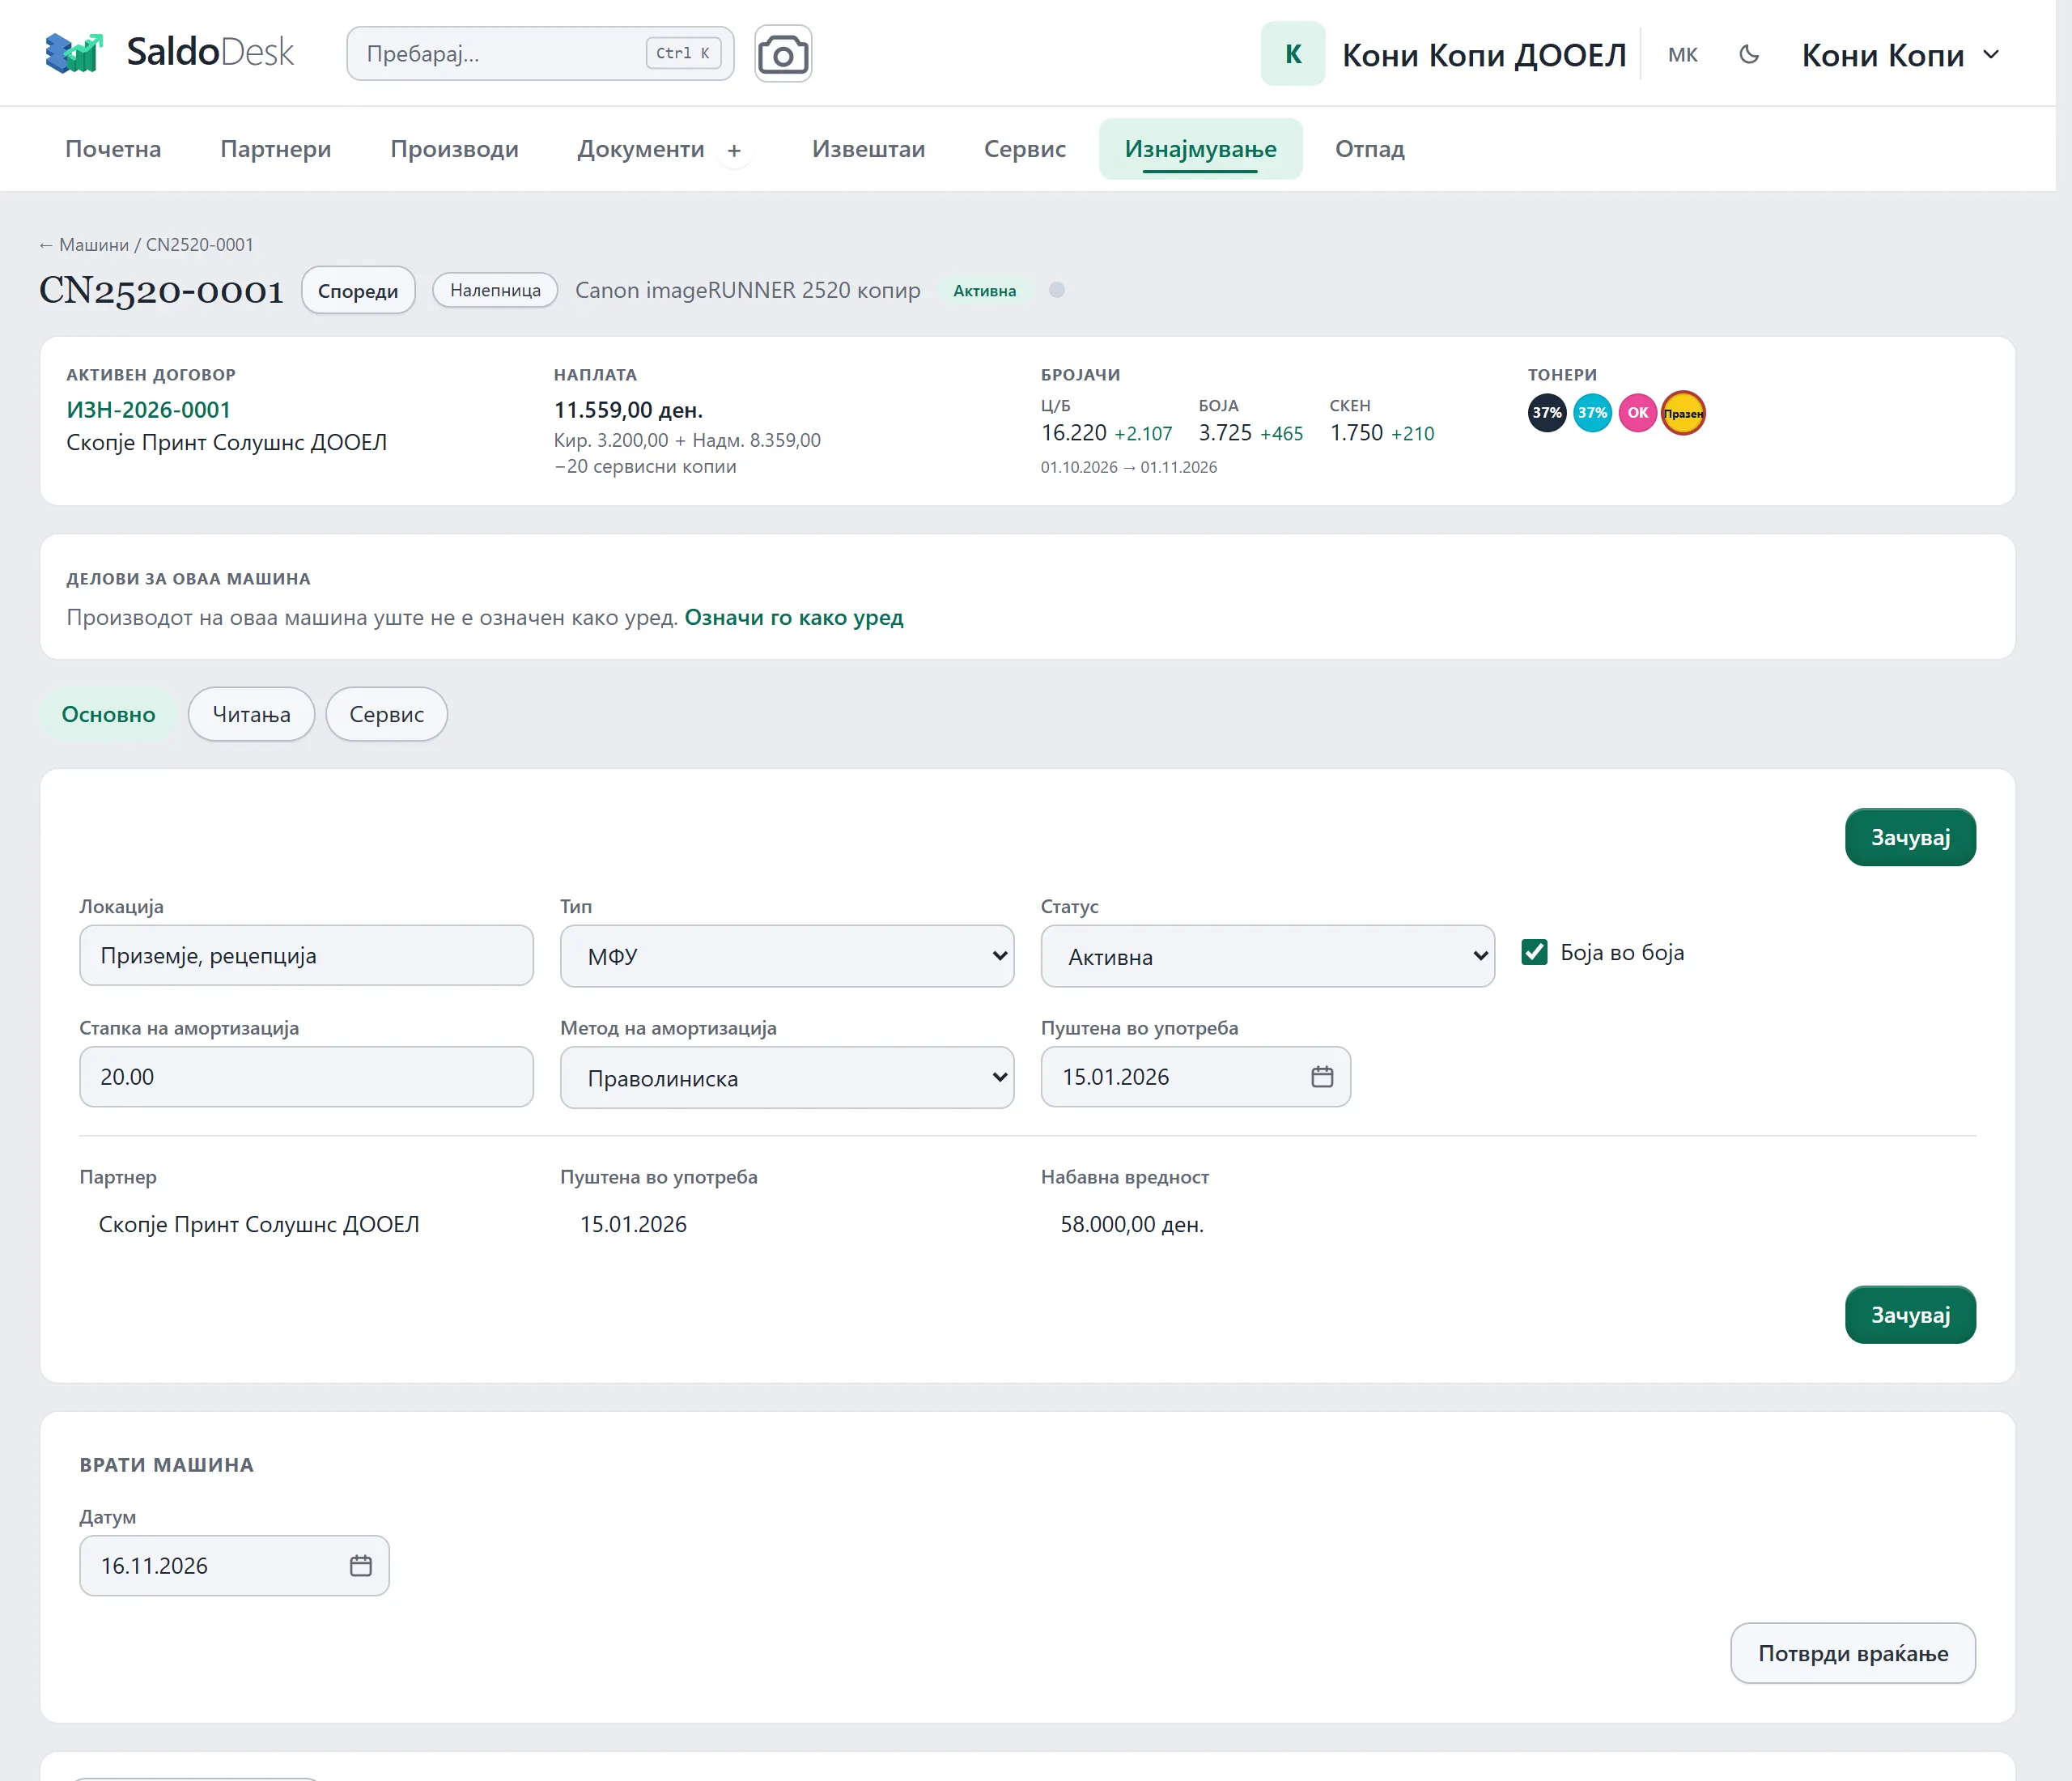 SaldoDesk
Пребарај...
Ctrl K
K
Кони Копи ДООЕЛ
МК
Кони Копи
Почетна
Партнери
Производи
Документи
+
Извештаи
Сервис
Изнајмување
Отпад
← Машини / CN2520-0001
CN2520-0001
Спореди
Налепница
Canon imageRUNNER 2520 копир
Активна
АКТИВЕН ДОГОВОР
ИЗН-2026-0001
Скопје Принт Солушнс ДООЕЛ
НАПЛАТА
11.559,00 ден.
Кир. 3.200,00 + Надм. 8.359,00
−20 сервисни копии
БРОЈАЧИ
Ц/Б
16.220 +2.107
БОЈА
3.725 +465
СКЕН
1.750 +210
01.10.2026 → 01.11.2026
ТОНЕРИ
37%
37%
OK
Празен
ДЕЛОВИ ЗА ОВАА МАШИНА
Производот на оваа машина уште не е означен како уред. Означи го како уред
Основно
Читања
Сервис
Зачувај
Локација
Приземје, рецепција
Тип
МФУ
Статус
Активна
Боја во боја
Стапка на амортизација
20.00
Метод на амортизација
Праволиниска
Пуштена во употреба
15.01.2026
Партнер
Скопје Принт Солушнс ДООЕЛ
Пуштена во употреба
15.01.2026
Набавна вредност
58.000,00 ден.
Зачувај
ВРАТИ МАШИНА
Датум
16.11.2026
Потврди враќање